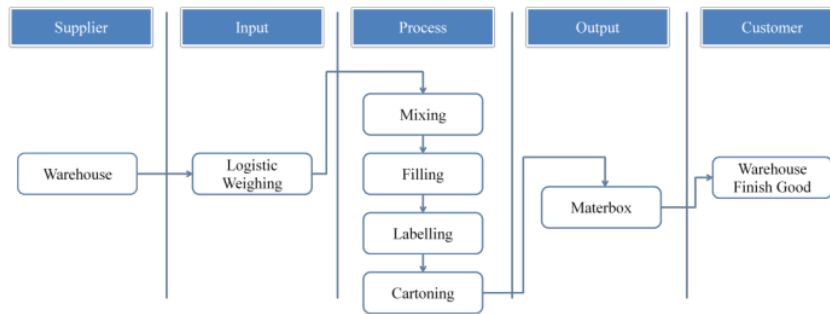 Supplier
Input
Process
Output
Customer
Warehouse
Logistic
Weighing
Mixing
Filling
Labelling
Cartoning
Materbox
Warehouse
Finish Good